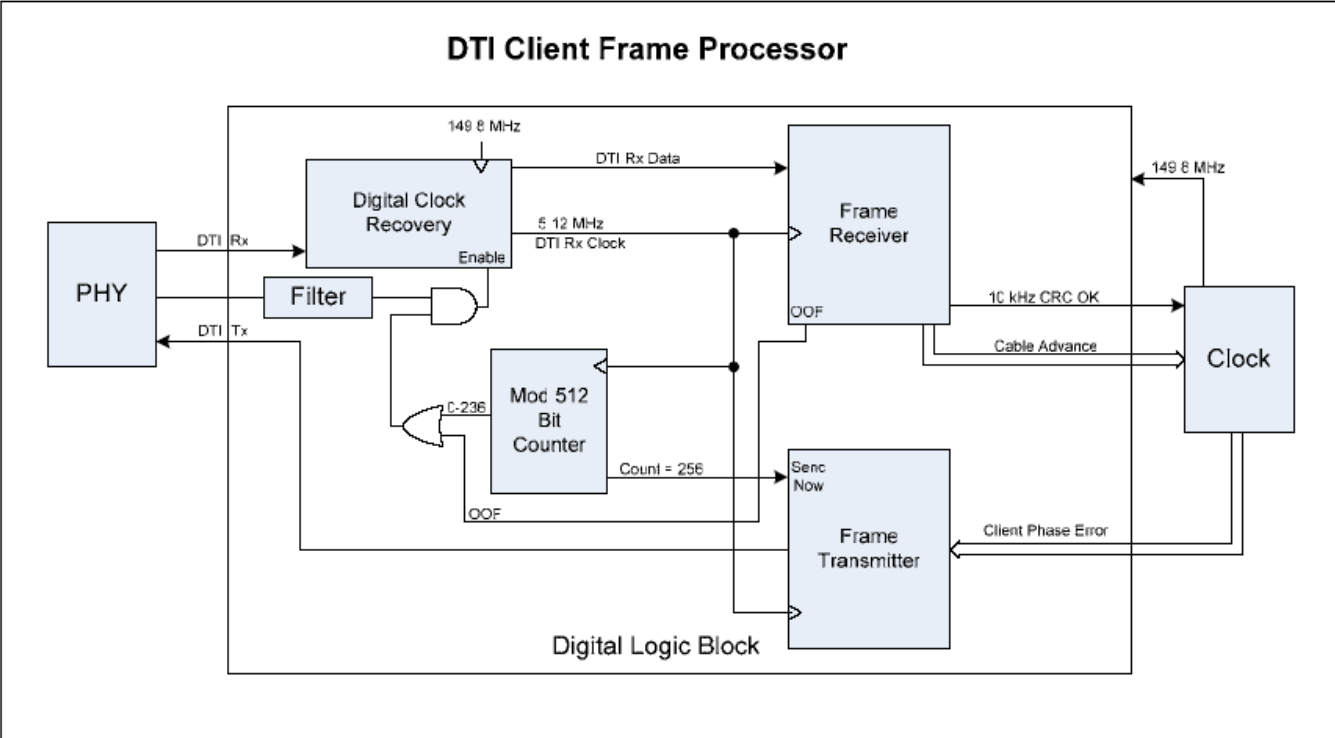 DTI Client Frame Processor
149 8 MHz
DTI Rx Data
149 8 MHz
Digital Clock
Recovery
Enable
5 12 MHz
DTI Rx Clock
Frame
Receiver
OOF
DTI Rx
PHY
Filter
10 kHz CRC OK
DTI Tx
Cable Advance
Clock
Mod 512
Bit
Counter
0-236
Count = 256
Send
Now
OOF
Frame
Transmitter
Client Phase Error
Digital Logic Block